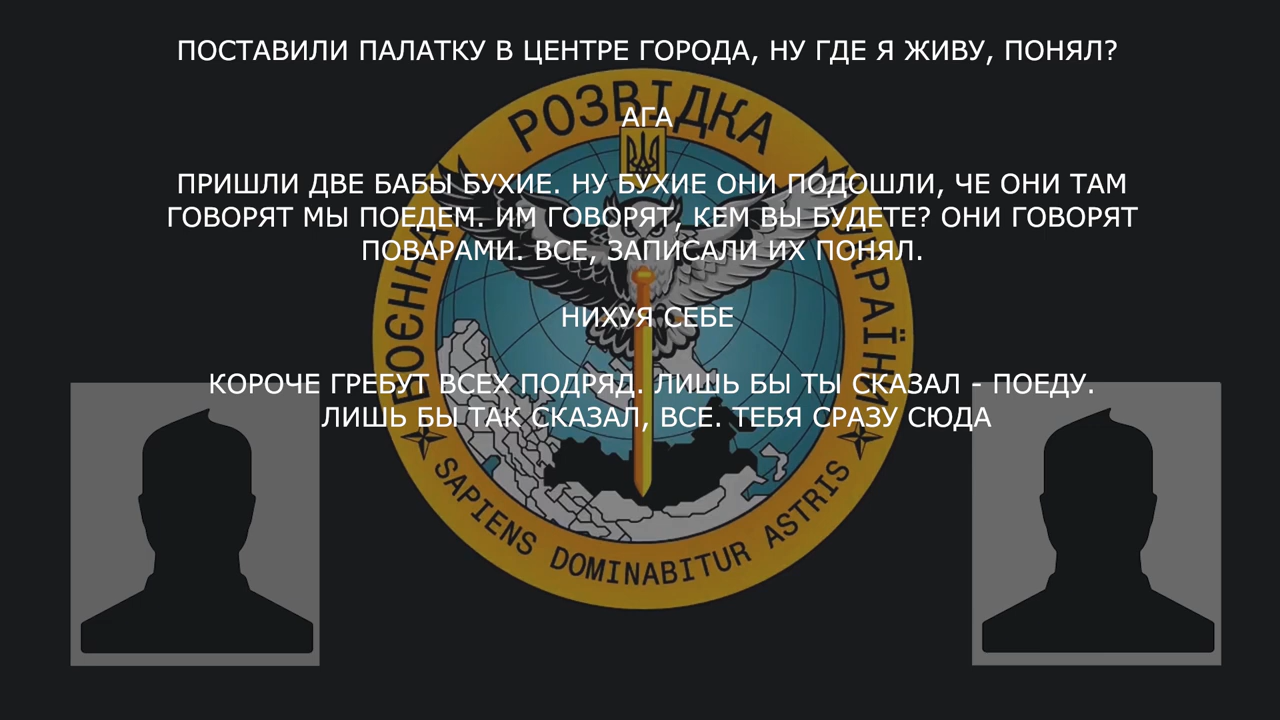 ПОСТАВИЛИ ПАЛАТКУ В ЦЕНТРЕ ГОРОДА, НУ ГДЕ Я ЖИВУ, ПОНЯЛ?
РОЗВІДКА
АГА
ПРИШЛИ ДВЕ БАБЫ БУХИЕ. НУ БУХИЕ ОНИ ПОДОШЛИ, ЧЕ ОНИ ТАМ
ГОВОРЯТ МЫ ПОЕДЕМ. ИМ ГОВОРЯТ, КЕМ ВЫ БУДЕТЕ? ОНИ ГОВОРЯТ
ПОВАРАМИ. ВСЕ, ЗАПИСАЛИ ИХ ПОНЯЛ.
ВОЄННА
УКРАЇНИ
НИХУЯ СЕБЕ
КОРОЧЕ ГРЕБУТ ВСЕХ ПОДРЯД. ЛИШЬ БЫ ТЫ СКАЗАЛ - ПОЕДУ.
ЛИШЬ БЫ ТАК СКАЗАЛ, ВСЕ. ТЕБЯ СРАЗУ СЮДА
SAPIENS DOMINABITUR ASTRIS